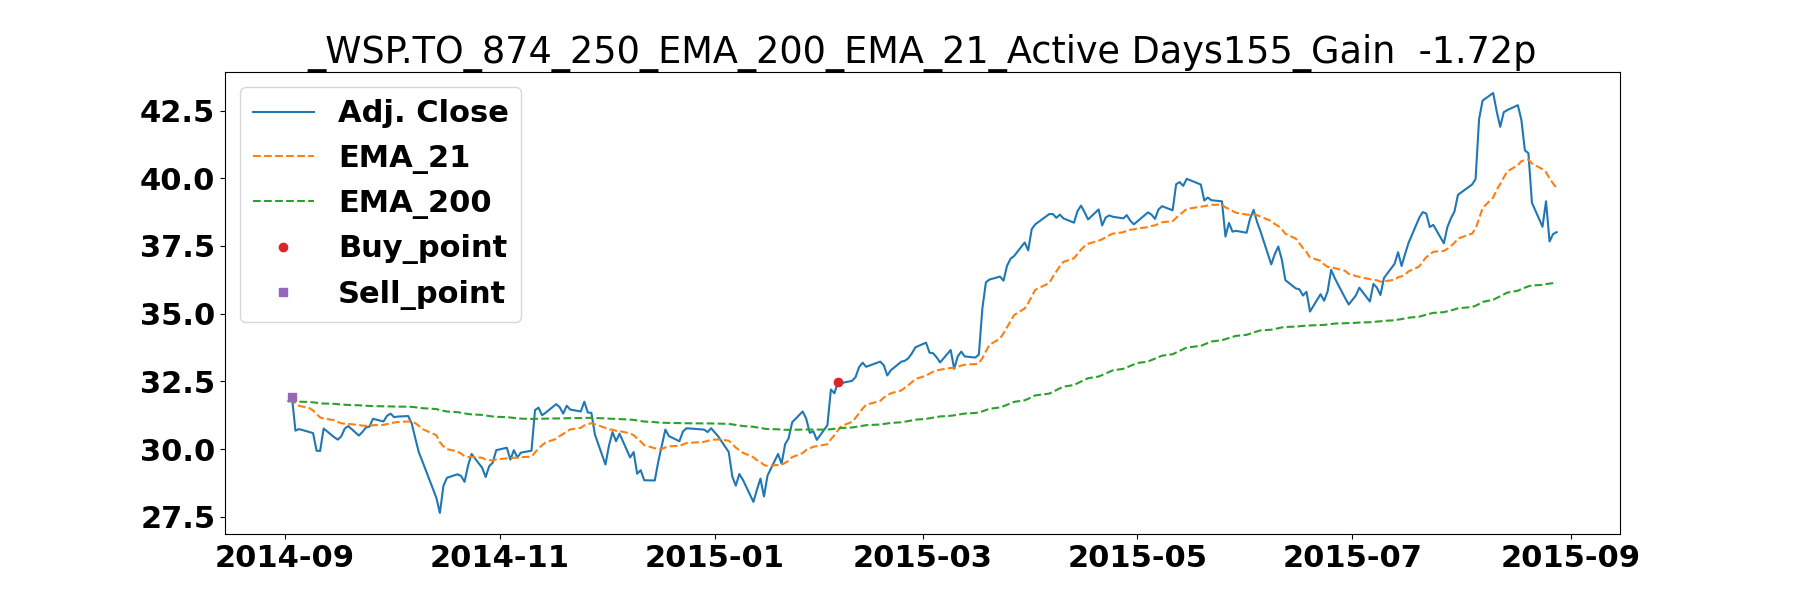 _WSP.TO_874_250_EMA_200_EMA_21_Active Days155_Gain  -1.72p
42.5
40.0
37.5
35.0
32.5
30.0
27.5
Adj. Close
EMA_21
EMA_200
Buy_point
Sell_point
2014-09 2014-11 2015-01 2015-03 2015-05 2015-07 2015-09